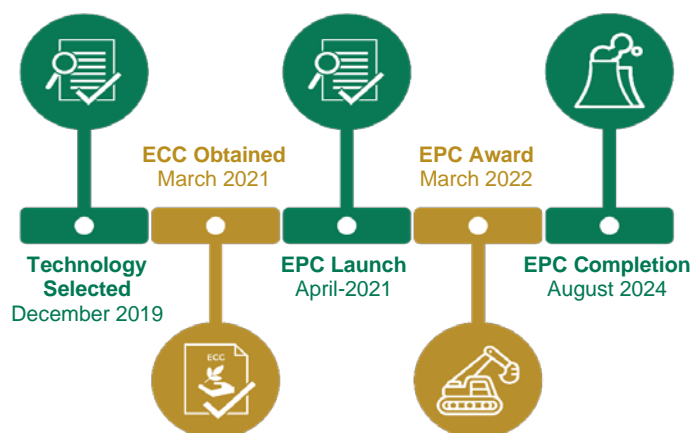 ECC Obtained
March 2021
EPC Award
March 2022
Technology
Selected
December 2019
EPC Launch
April-2021
EPC Completion
August 2024
ECC